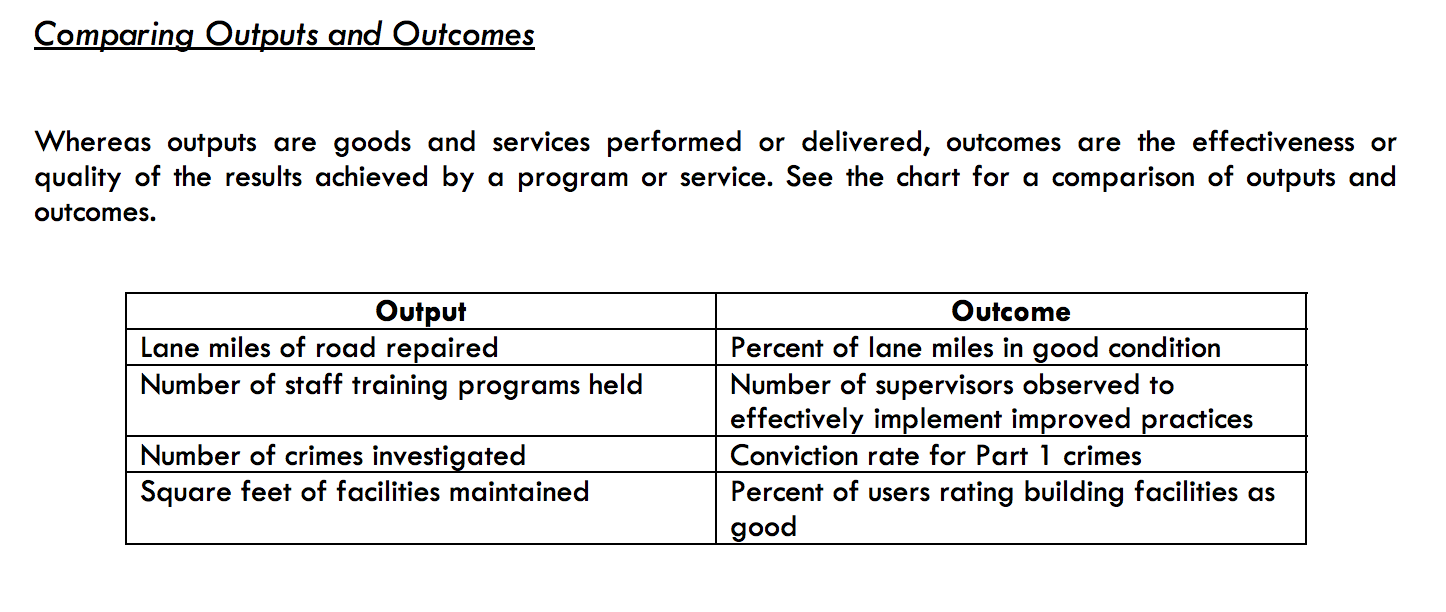 Comparing Outputs and Outcomes
Whereas outputs are goods and services performed or delivered, outcomes are the effectiveness or
quality of the results achieved by a program or service. See the chart for a comparison of outputs and
outcomes.
Output Outcome
Lane miles of road repaired Percent of lane miles in good condition
Number of staff training programs held Number of supervisors observed to
effectively implement improved practices
Number of crimes investigated Conviction rate for Part 1 crimes
Square feet of facilities maintained Percent of users rating building facilities as
good